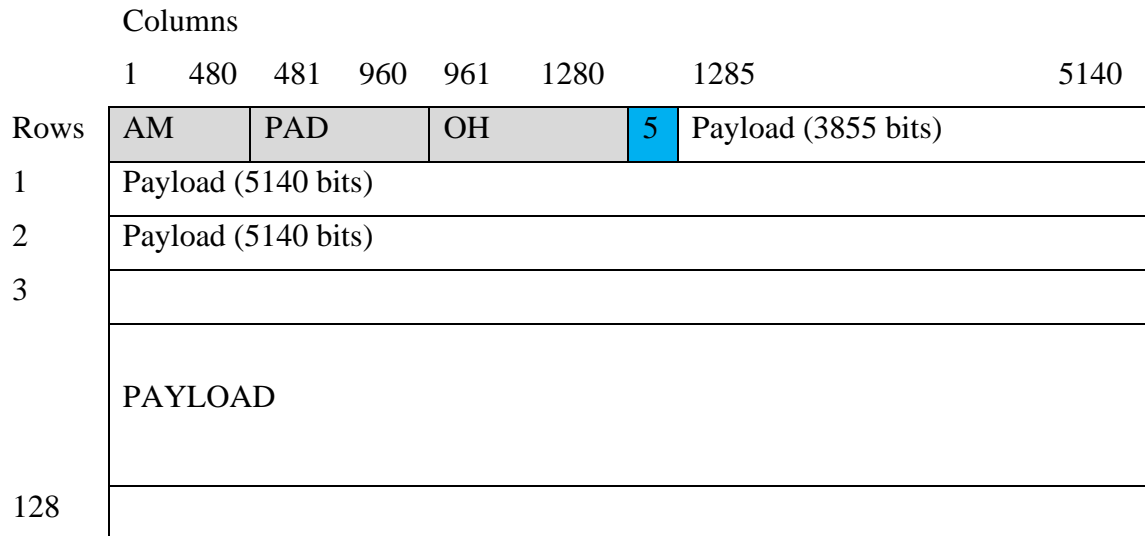 Columns
1 480 481 960 961 1280 1285 5140
Rows AM PAD OH 5 Payload (3855 bits)
1 Payload (5140 bits)
2 Payload (5140 bits)
3
PAYLOAD
128